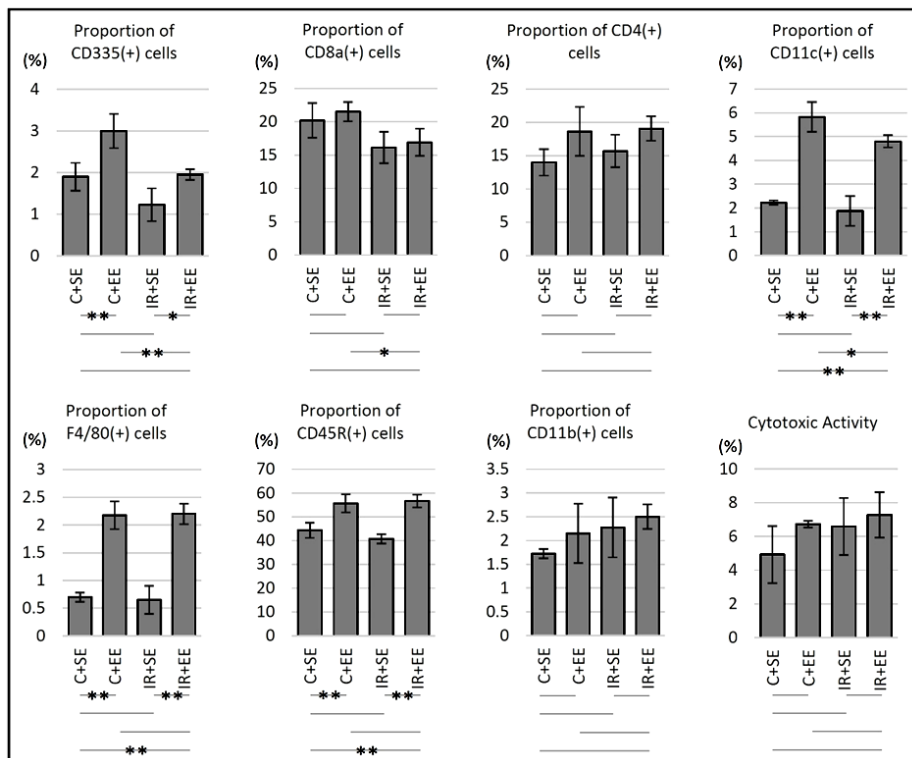 Proportion of
CD335(+) cells
(%)
4
3
2
1
0
C+SE
C+EE
IR+SE
IR+EE
** *
**
Proportion of
CD8a(+) cells
(%)
25
20
15
10
5
0
C+SE
C+EE
IR+SE
IR+EE
*
Proportion of CD4(+)
cells
(%)
25
20
15
10
5
0
C+SE
C+EE
IR+SE
IR+EE
Proportion of
CD11c(+) cells
(%)
7
6
5
4
3
2
1
0
C+SE
C+EE
IR+SE
IR+EE
** **
*
**
Proportion of
F4/80(+) cells
(%)
3
2.5
2
1.5
1
0.5
0
C+SE
C+EE
IR+SE
IR+EE
** **
**
Proportion of
CD45R(+) cells
(%)
70
60
50
40
30
20
10
0
C+SE
C+EE
IR+SE
IR+EE
** **
**
Proportion of
CD11b(+) cells
(%)
3.5
3
2.5
2
1.5
1
0.5
0
C+SE
C+EE
IR+SE
IR+EE
Cytotoxic Activity
(%)
10
8
6
4
2
0
C+SE
C+EE
IR+SE
IR+EE